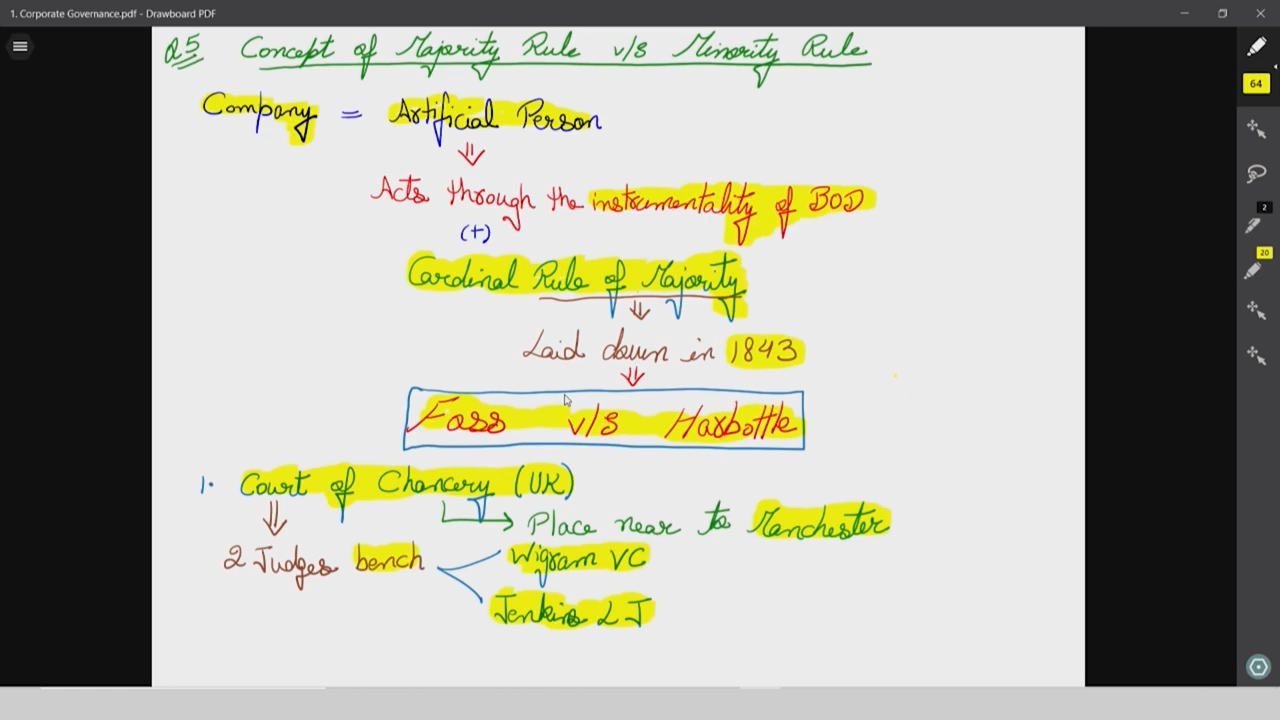 1. Corporate Governance.pdf - Drawboard PDF
Q5 Concept of Majority Rule v/s Minority Rule
64
Company = Artificial Person
Acts through the instrumentality of BOD
2
(+)
20
Cardinal Rule of Majority
Laid down in 1843
Foss v/s Harbottle
1. Court of Chancery (UK)
Place near to Manchester
2 Judges bench
Wigram VC
Jenkins L J